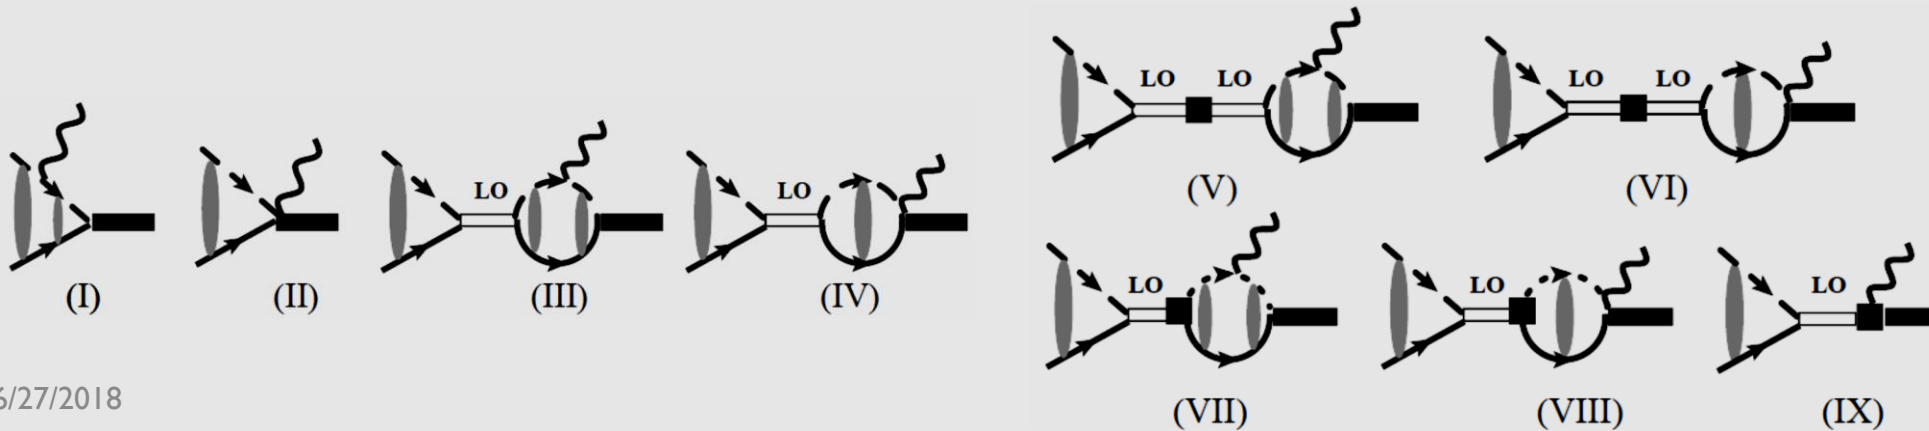 LO LO
LO LO
(V)
(VI)
LO
LO
(I)
(II)
(III)
(IV)
LO
LO
LO
(VII)
(VIII)
(IX)
6/27/2018